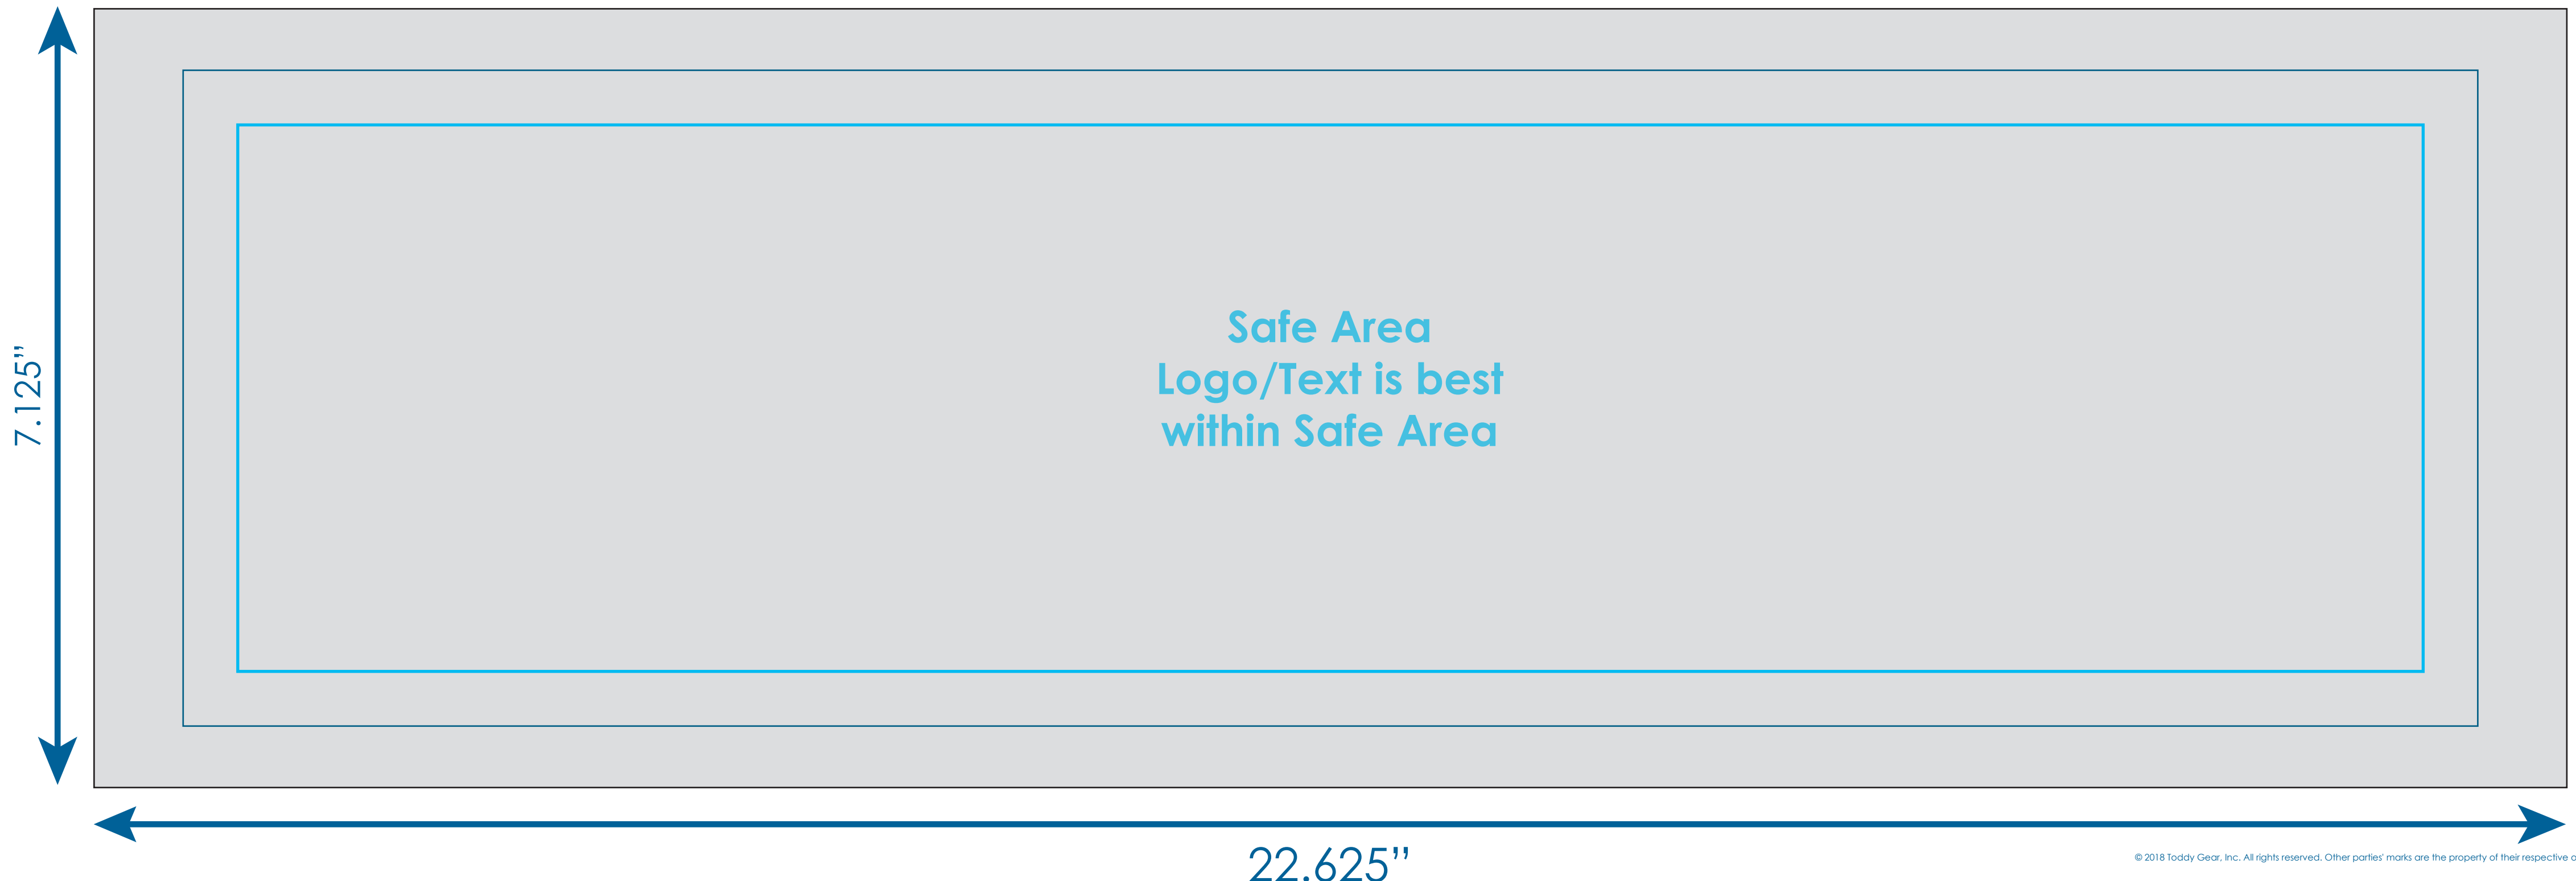 7.125”
Safe Area
Logo/Text is best
within Safe Area
22.625”
© 2018 Toddy Gear, Inc. All rights reserved. Other parties' marks are the property of their respective o